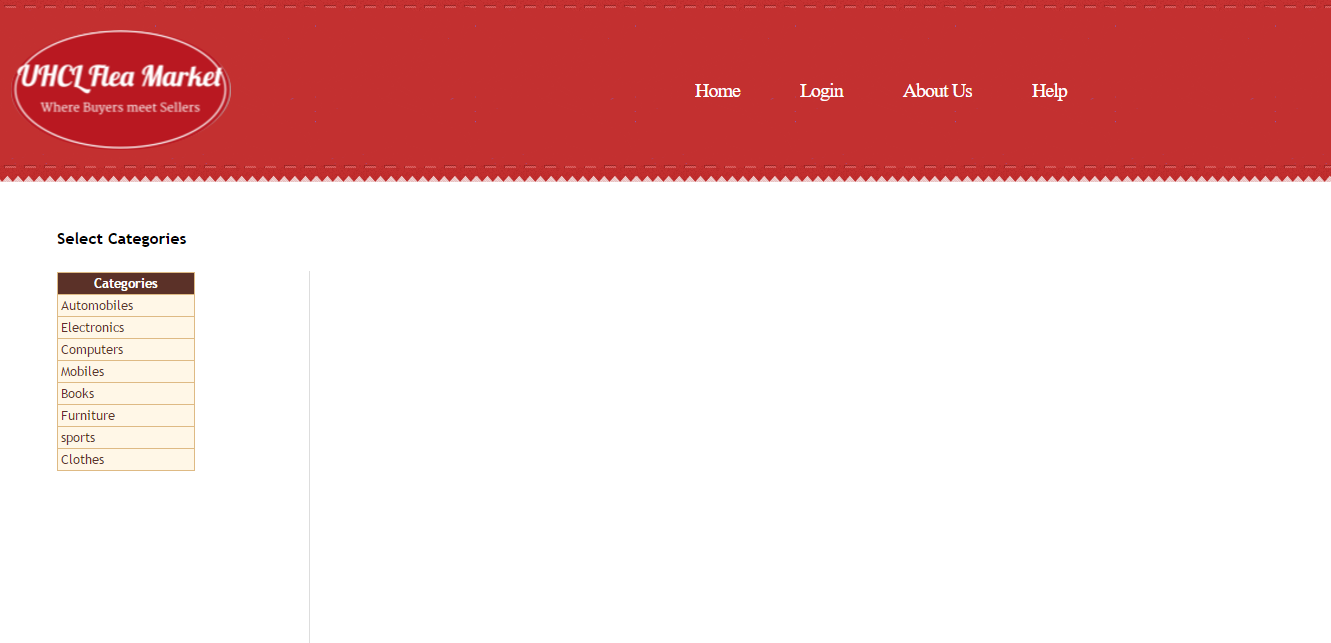 UHCL Flea Market
Where Buyers meet Sellers
Home Login About Us Help
Select Categories
Categories
Automobiles
Electronics
Computers
Mobiles
Books
Furniture
sports
Clothes